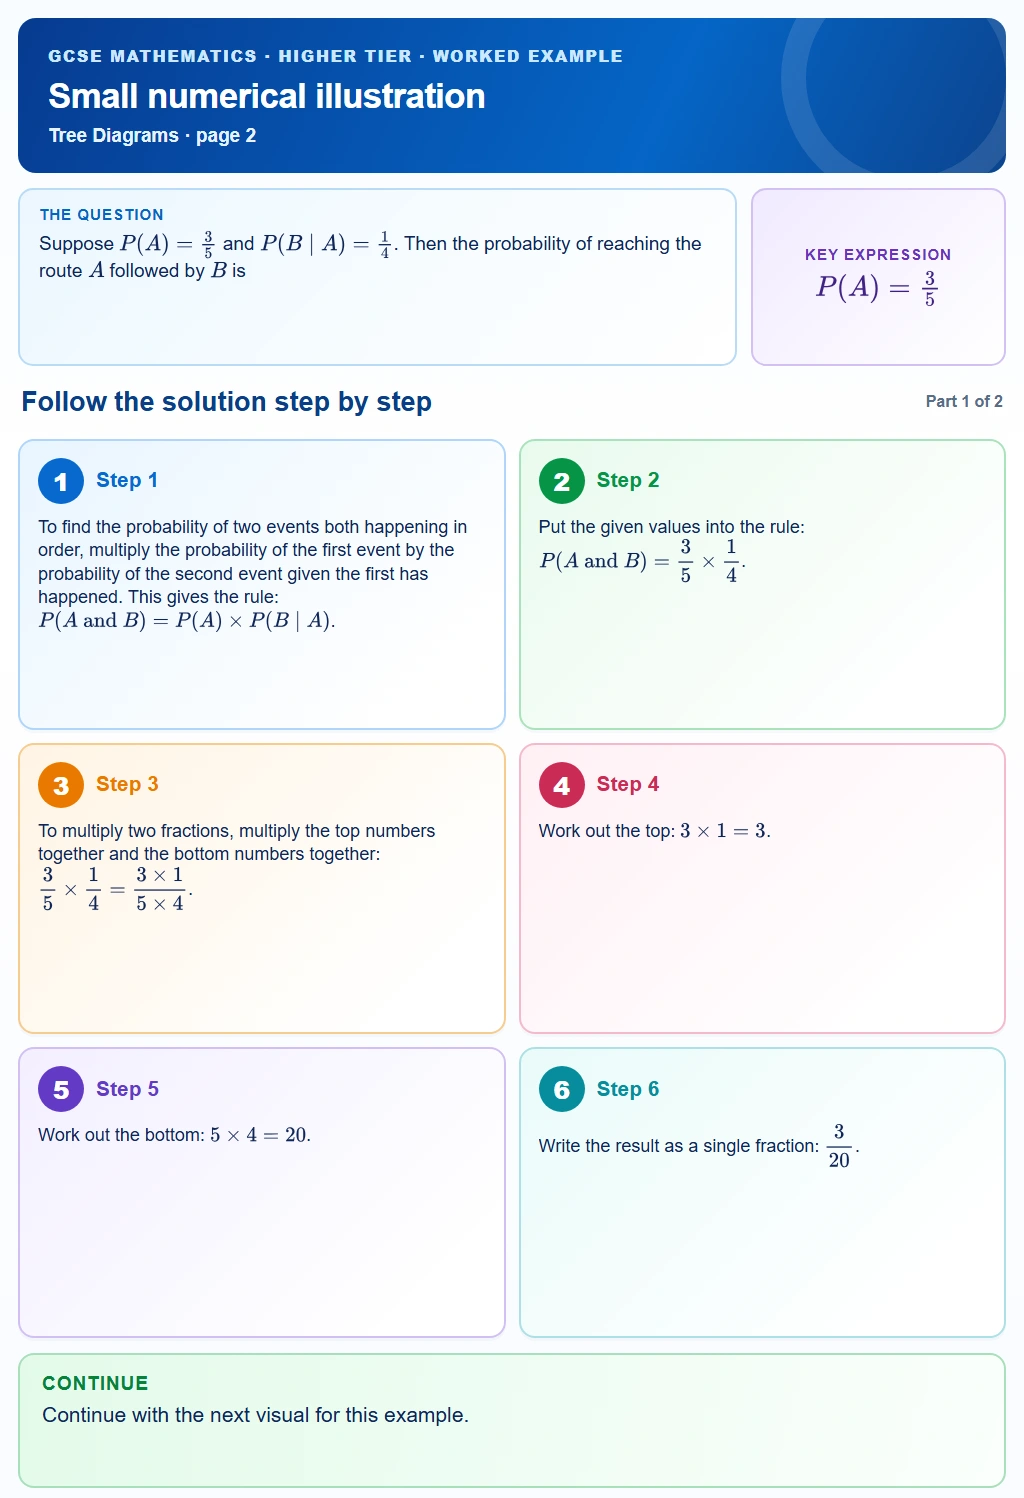 GCSE MATHEMATICS · HIGHER TIER · WORKED EXAMPLE
Small numerical illustration
Tree Diagrams · page 2
THE QUESTION
Suppose P(A) = 3/5 and P(B | A) = 1/4. Then the probability of reaching the
route A followed by B is
KEY EXPRESSION
P(A) = 3/5
Follow the solution step by step
Part 1 of 2
1 Step 1
To find the probability of two events both happening in
order, multiply the probability of the first event by the
probability of the second event given the first has
happened. This gives the rule:
P(A and B) = P(A) × P(B | A).
2 Step 2
Put the given values into the rule:
P(A and B) = 3/5 × 1/4.
3 Step 3
To multiply two fractions, multiply the top numbers
together and the bottom numbers together:
3/5 × 1/4 = (3 × 1)/(5 × 4).
4 Step 4
Work out the top: 3 × 1 = 3.
5 Step 5
Work out the bottom: 5 × 4 = 20.
6 Step 6
Write the result as a single fraction: 3/20.
CONTINUE
Continue with the next visual for this example.